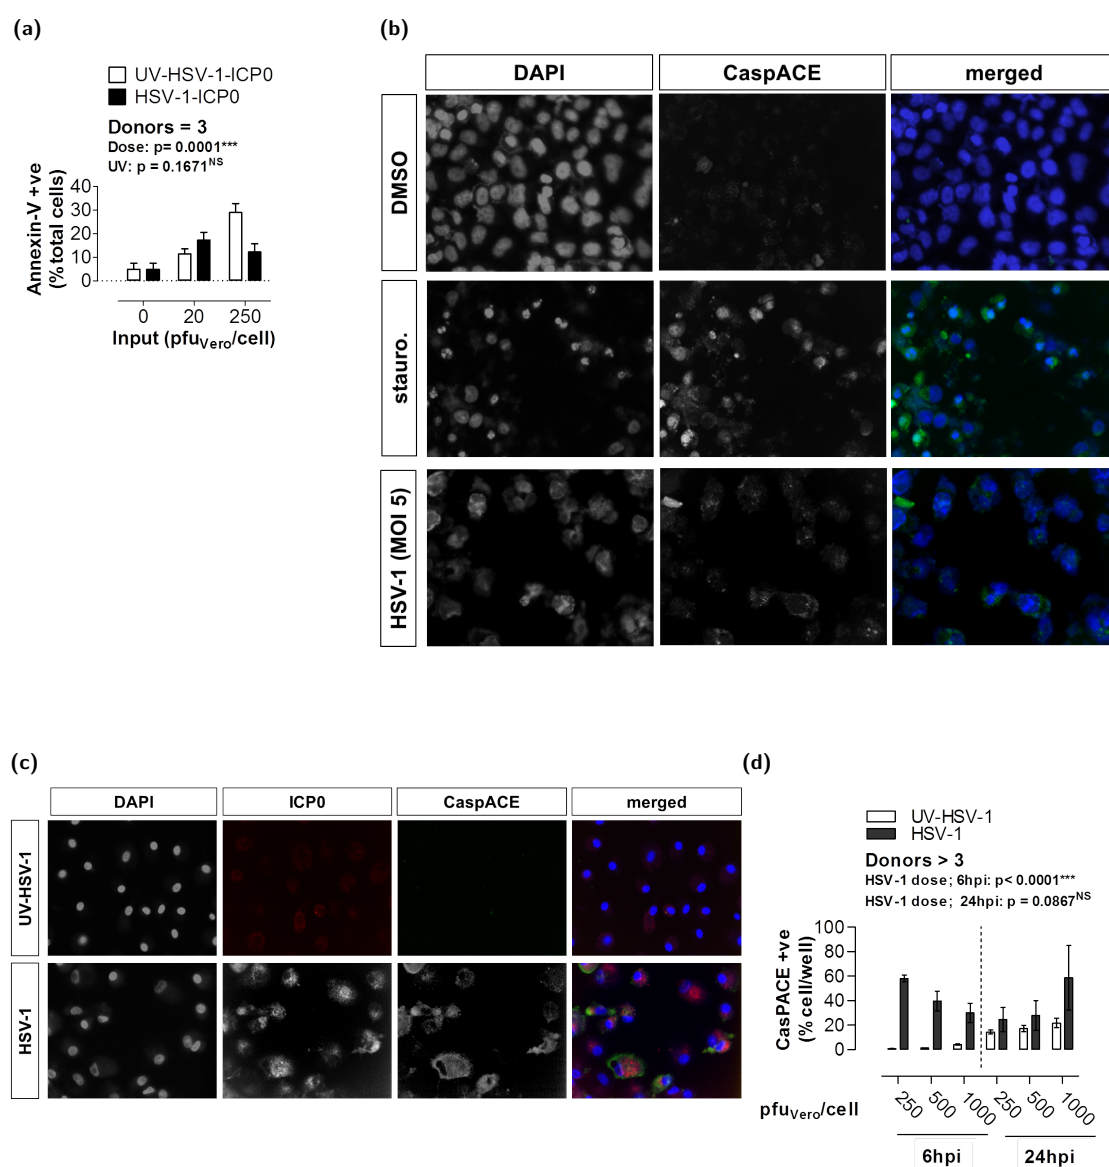 (a)
UV-HSV-1-ICP0
HSV-1-ICP0
Donors = 3
Dose: p= 0.0001***
UV: p = 0.1671NS
Annexin-V +ve
(% total cells)
40
30
20
10
0
0 20 250
Input (pfuVero/cell)
(b)
DAPI CaspACE merged
DMSO
stauro.
HSV-1 (MOI 5)
(c)
DAPI ICP0 CaspACE merged
UV-HSV-1
HSV-1
(d)
UV-HSV-1
HSV-1
Donors > 3
HSV-1 dose; 6hpi: p< 0.0001***
HSV-1 dose; 24hpi: p = 0.0867NS
CasPACE +ve
(% cell/well)
100
80
60
40
20
0
pfuVero/cell
250 500 1000 250 500 1000
6hpi 24hpi